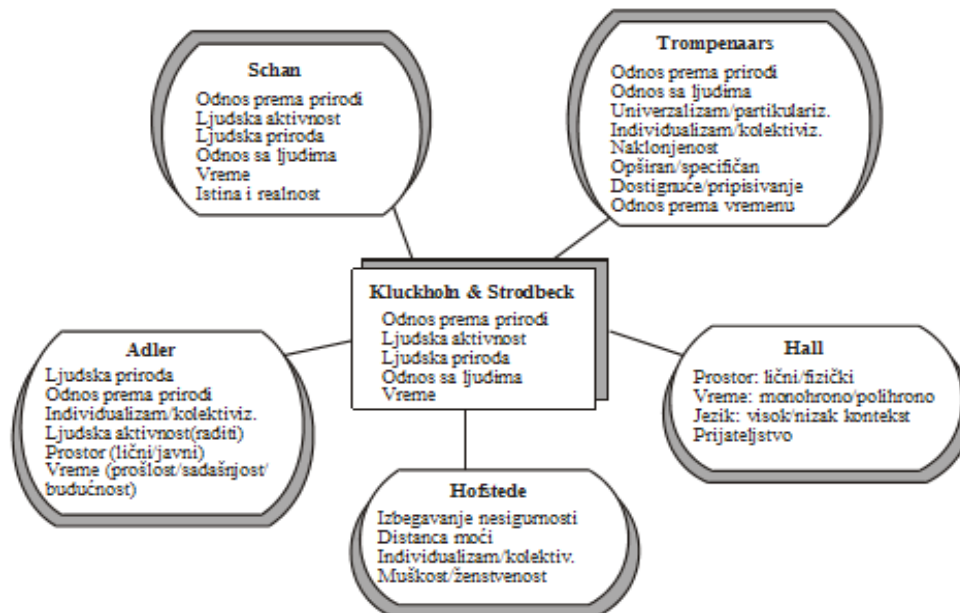 Schan
Odnos prema prirodi
Ljudska aktivnost
Ljudska priroda
Odnos sa ljudima
Vreme
Istina i realnost
Trompenaars
Odnos prema prirodi
Odnos sa ljudima
Univerzalizam/partikulariz.
Individualizam/kolektiviz.
Naklonjenost
Opširan/specifičan
Dostignuće/pripisivanje
Odnos prema vremenu
Kluckholn & Strodbeck
Odnos prema prirodi
Ljudska aktivnost
Ljudska priroda
Odnos sa ljudima
Vreme
Adler
Ljudska priroda
Odnos prema prirodi
Individualizam/kolektiviz.
Ljudska aktivnost(raditi)
Prostor (lični/javni)
Vreme (prošlost/sadašnjost/
budućnost)
Hall
Prostor: lični/fizički
Vreme: monohrono/polihrono
Jezik: visok/nizak kontekst
Prijateljstvo
Hofstede
Izbegavanje nesigurnosti
Distanca moći
Individualizam/kolektiv.
Muškost/ženstvenost